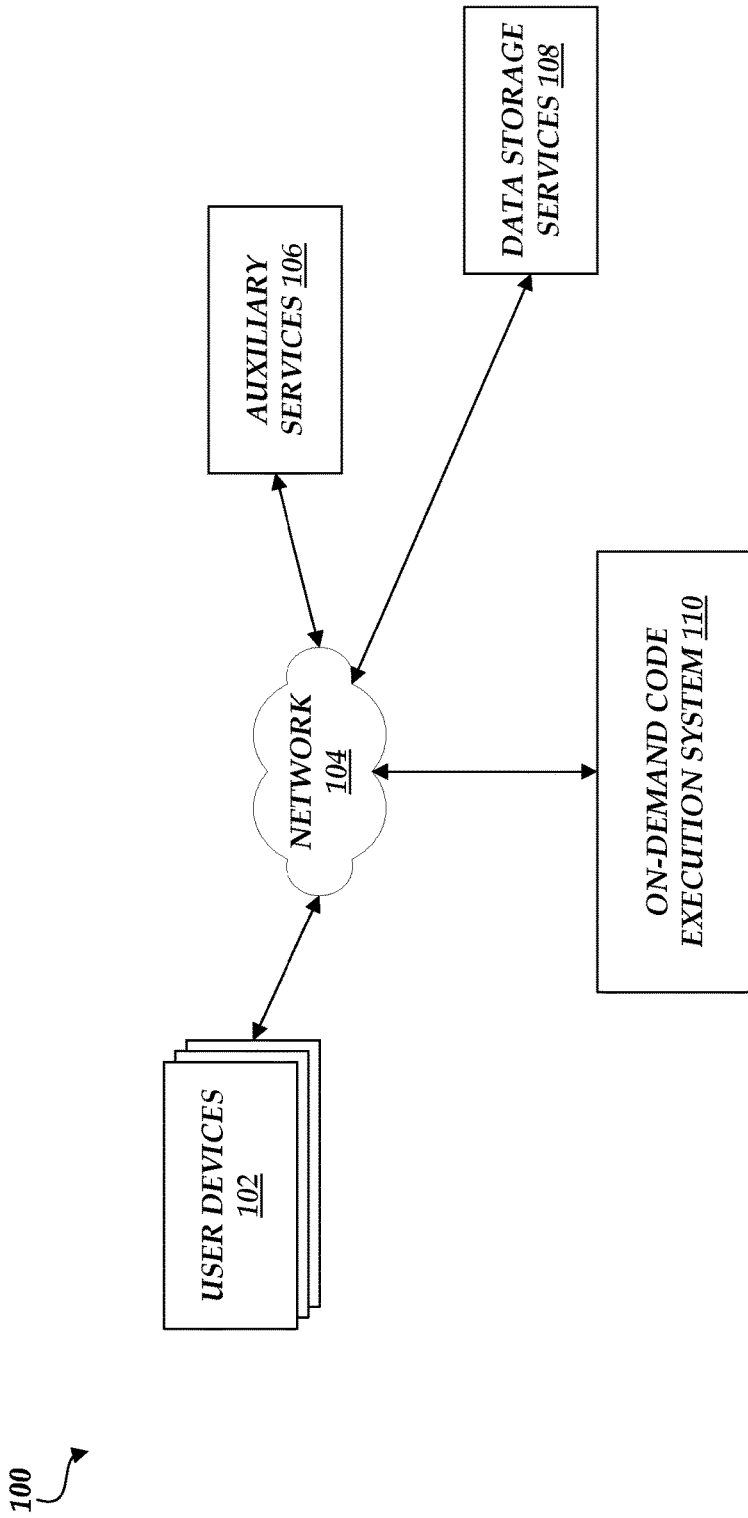 100
USER DEVICES
102
NETWORK
104
AUXILIARY
SERVICES 106
DATA STORAGE
SERVICES 108
ON-DEMAND CODE
EXECUTION SYSTEM 110